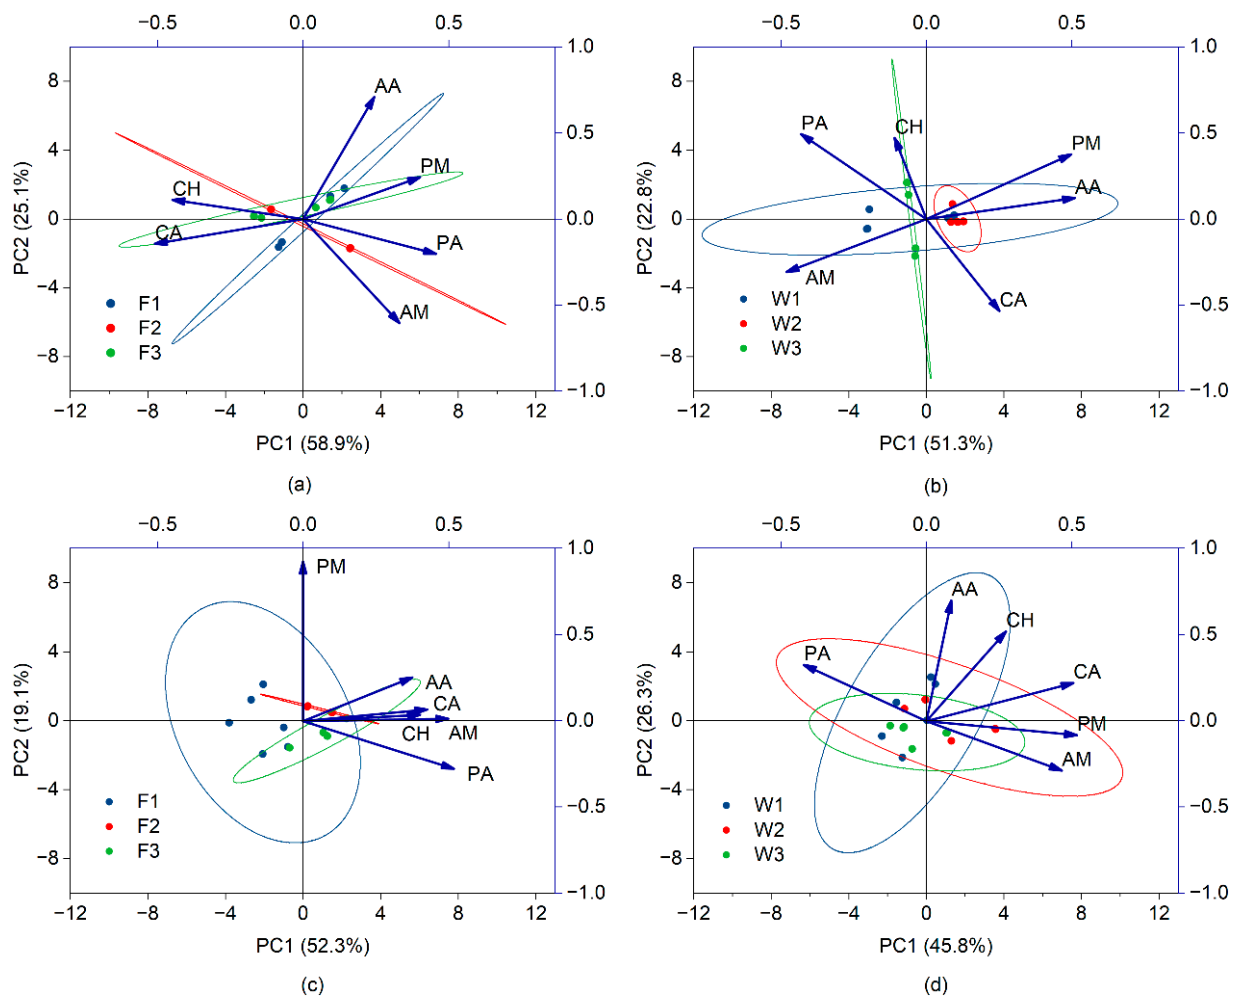 −0.5 0.0 0.5
−0.5 0.0 0.5
8 4 0 −4 −8
PC2 (25.1%)
AA
PM
CH
CA
PA
AM
F1
F2
F3
1.0 0.5 0.0 −0.5 −1.0
−12 −8 −4 0 4 8 12
PC1 (58.9%)
(a)
8 4 0 −4 −8
PC2 (22.8%)
PA
CH
PM
AA
AM
CA
W1
W2
W3
1.0 0.5 0.0 −0.5 −1.0
−12 −8 −4 0 4 8 12
PC1 (51.3%)
(b)
−0.5 0.0 0.5
−0.5 0.0 0.5
8 4 0 −4 −8
PC2 (19.1%)
PM
AA
CA
CH
AM
PA
F1
F2
F3
1.0 0.5 0.0 −0.5 −1.0
−12 −8 −4 0 4 8 12
PC1 (52.3%)
(c)
8 4 0 −4 −8
PC2 (26.3%)
AA
CH
PA
CA
PM
AM
W1
W2
W3
1.0 0.5 0.0 −0.5 −1.0
−12 −8 −4 0 4 8 12
PC1 (45.8%)
(d)